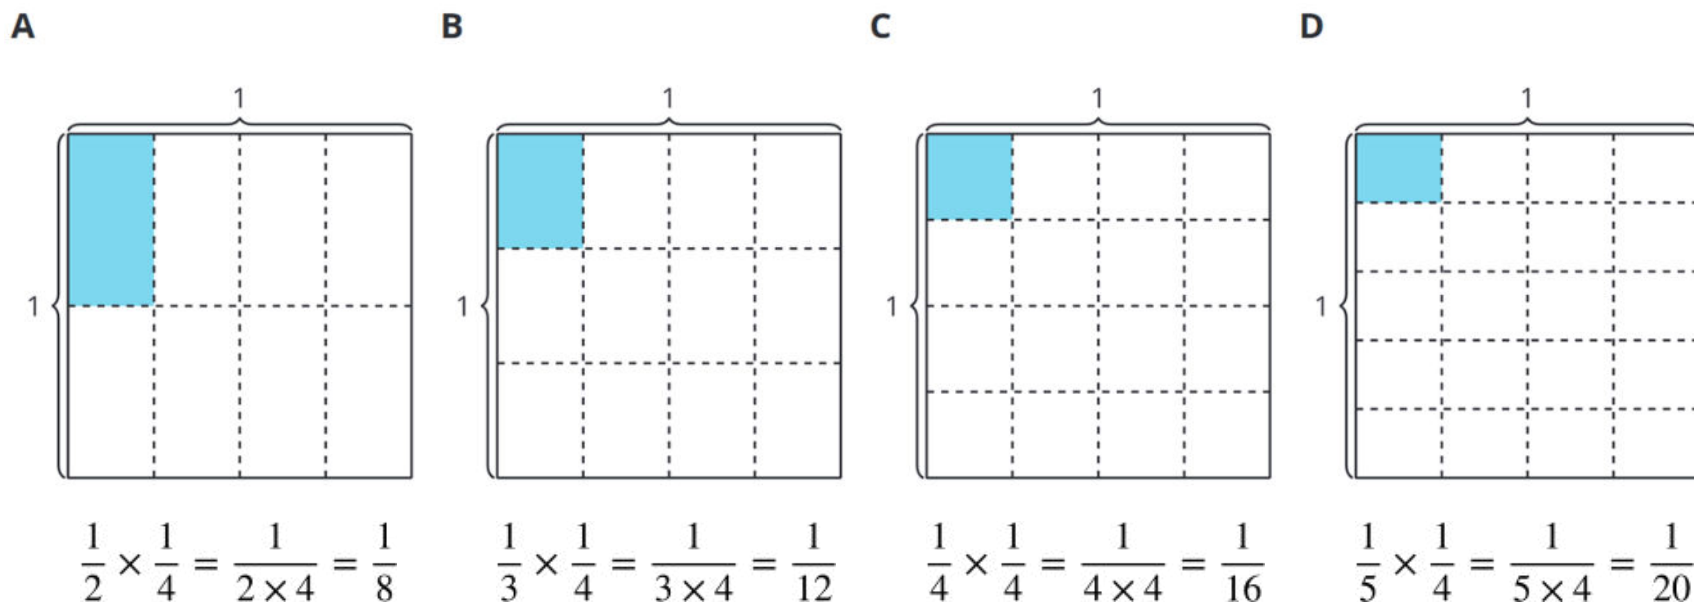 A B C D
1 1 1 1
1 1 1 1
1/2 × 1/4 = 1/(2 × 4) = 1/8
1/3 × 1/4 = 1/(3 × 4) = 1/12
1/4 × 1/4 = 1/(4 × 4) = 1/16
1/5 × 1/4 = 1/(5 × 4) = 1/20